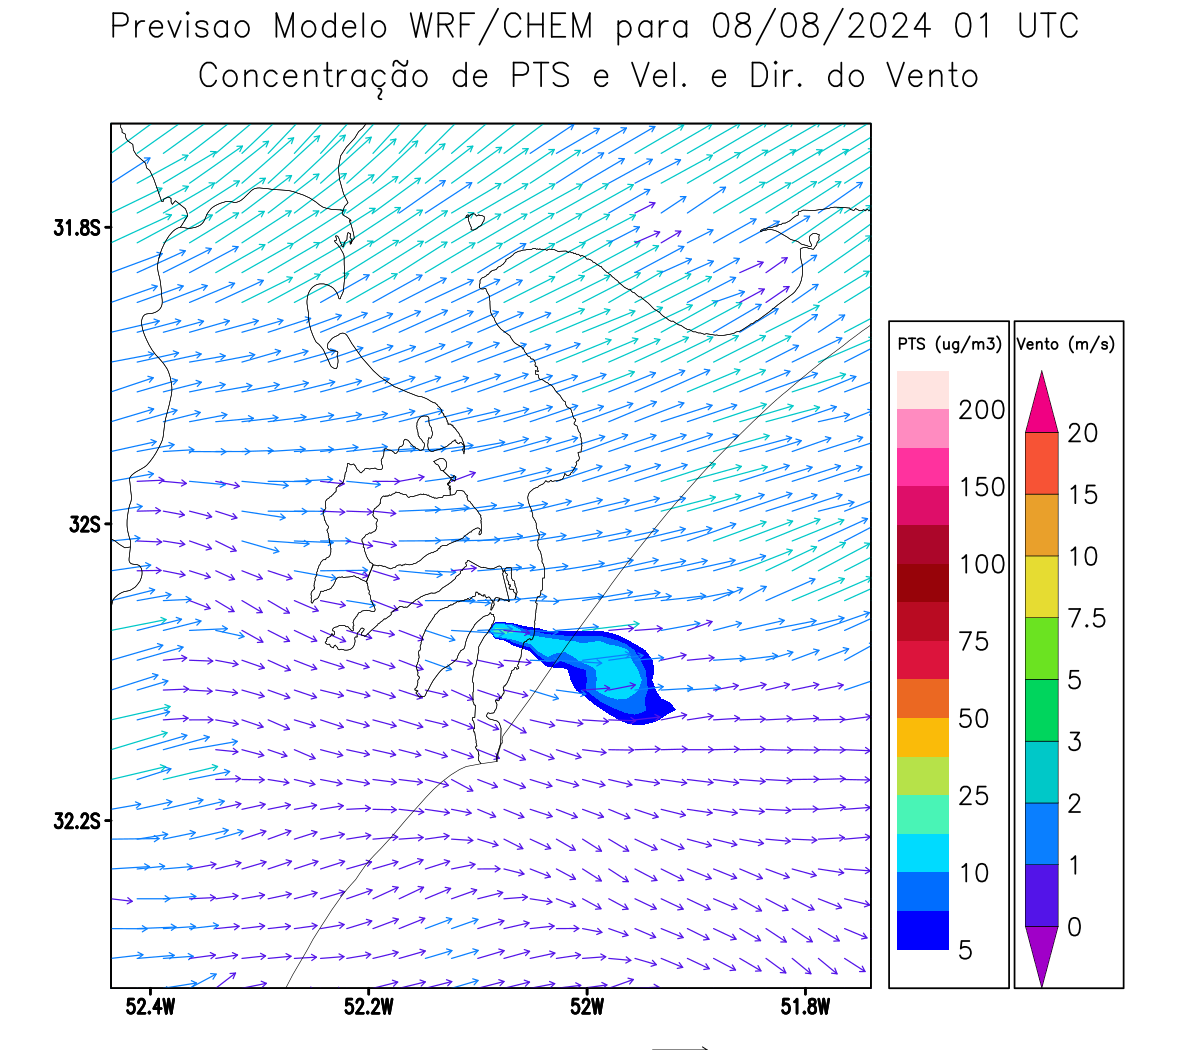 Previsao Modelo WRF/CHEM para 08/08/2024 01 UTC
Concentração de PTS e Vel. e Dir. do Vento
31.8S
32S
32.2S
52.4W 52.2W 52W 51.8W
PTS (ug/m3)
200
150
100
75
50
25
10
5
Vento (m/s)
20
15
10
7.5
5
3
2
1
0